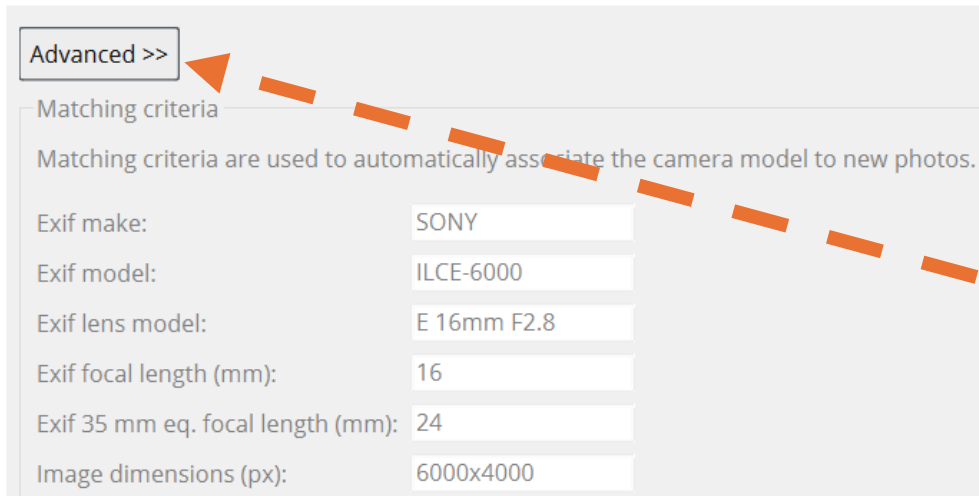 Advanced >>
Matching criteria
Matching criteria are used to automatically associate the camera model to new photos.
Exif make: SONY
Exif model: ILCE-6000
Exif lens model: E 16mm F2.8
Exif focal length (mm): 16
Exif 35 mm eq. focal length (mm): 24
Image dimensions (px): 6000x4000